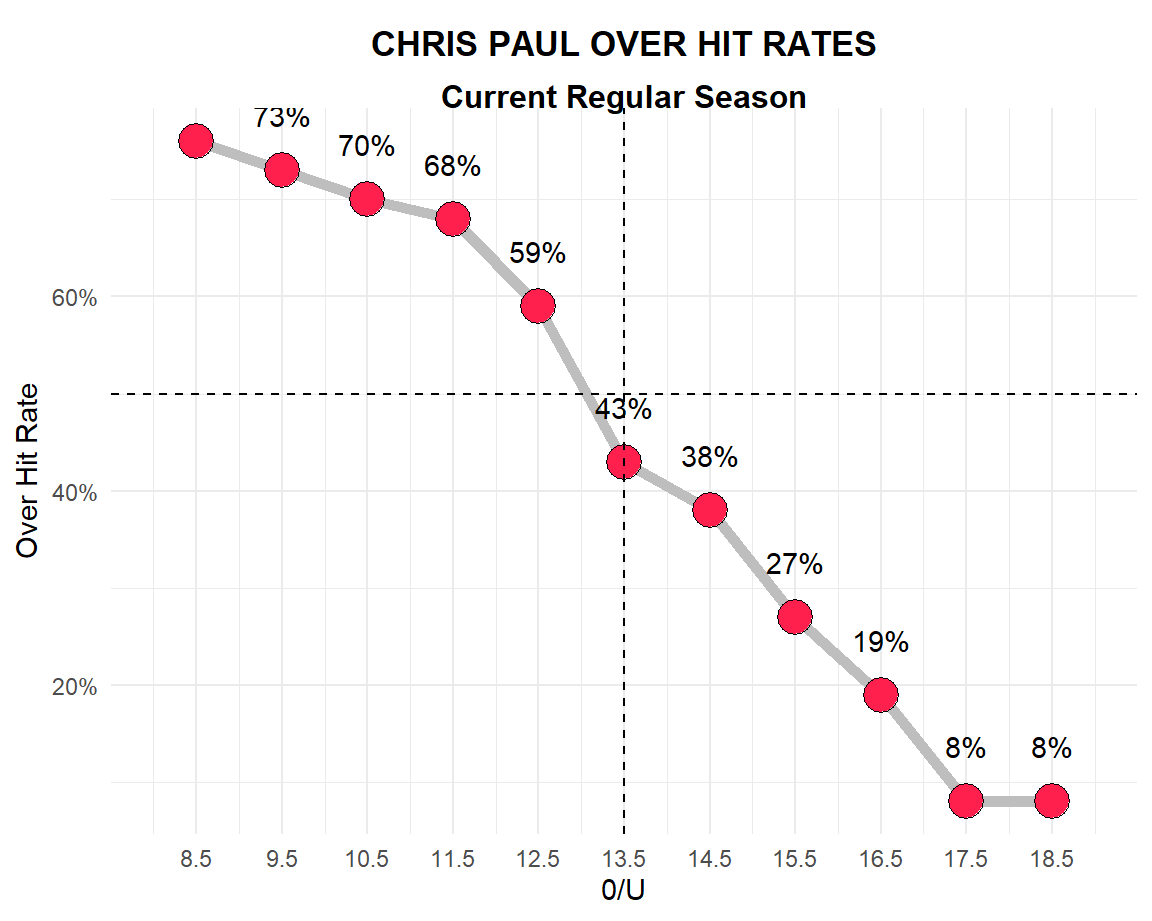 CHRIS PAUL OVER HIT RATES
Current Regular Season
73%
70%
68%
59%
43%
38%
27%
19%
8% 8%
60%
40%
20%
Over Hit Rate
8.5 9.5 10.5 11.5 12.5 13.5 14.5 15.5 16.5 17.5 18.5
0/U